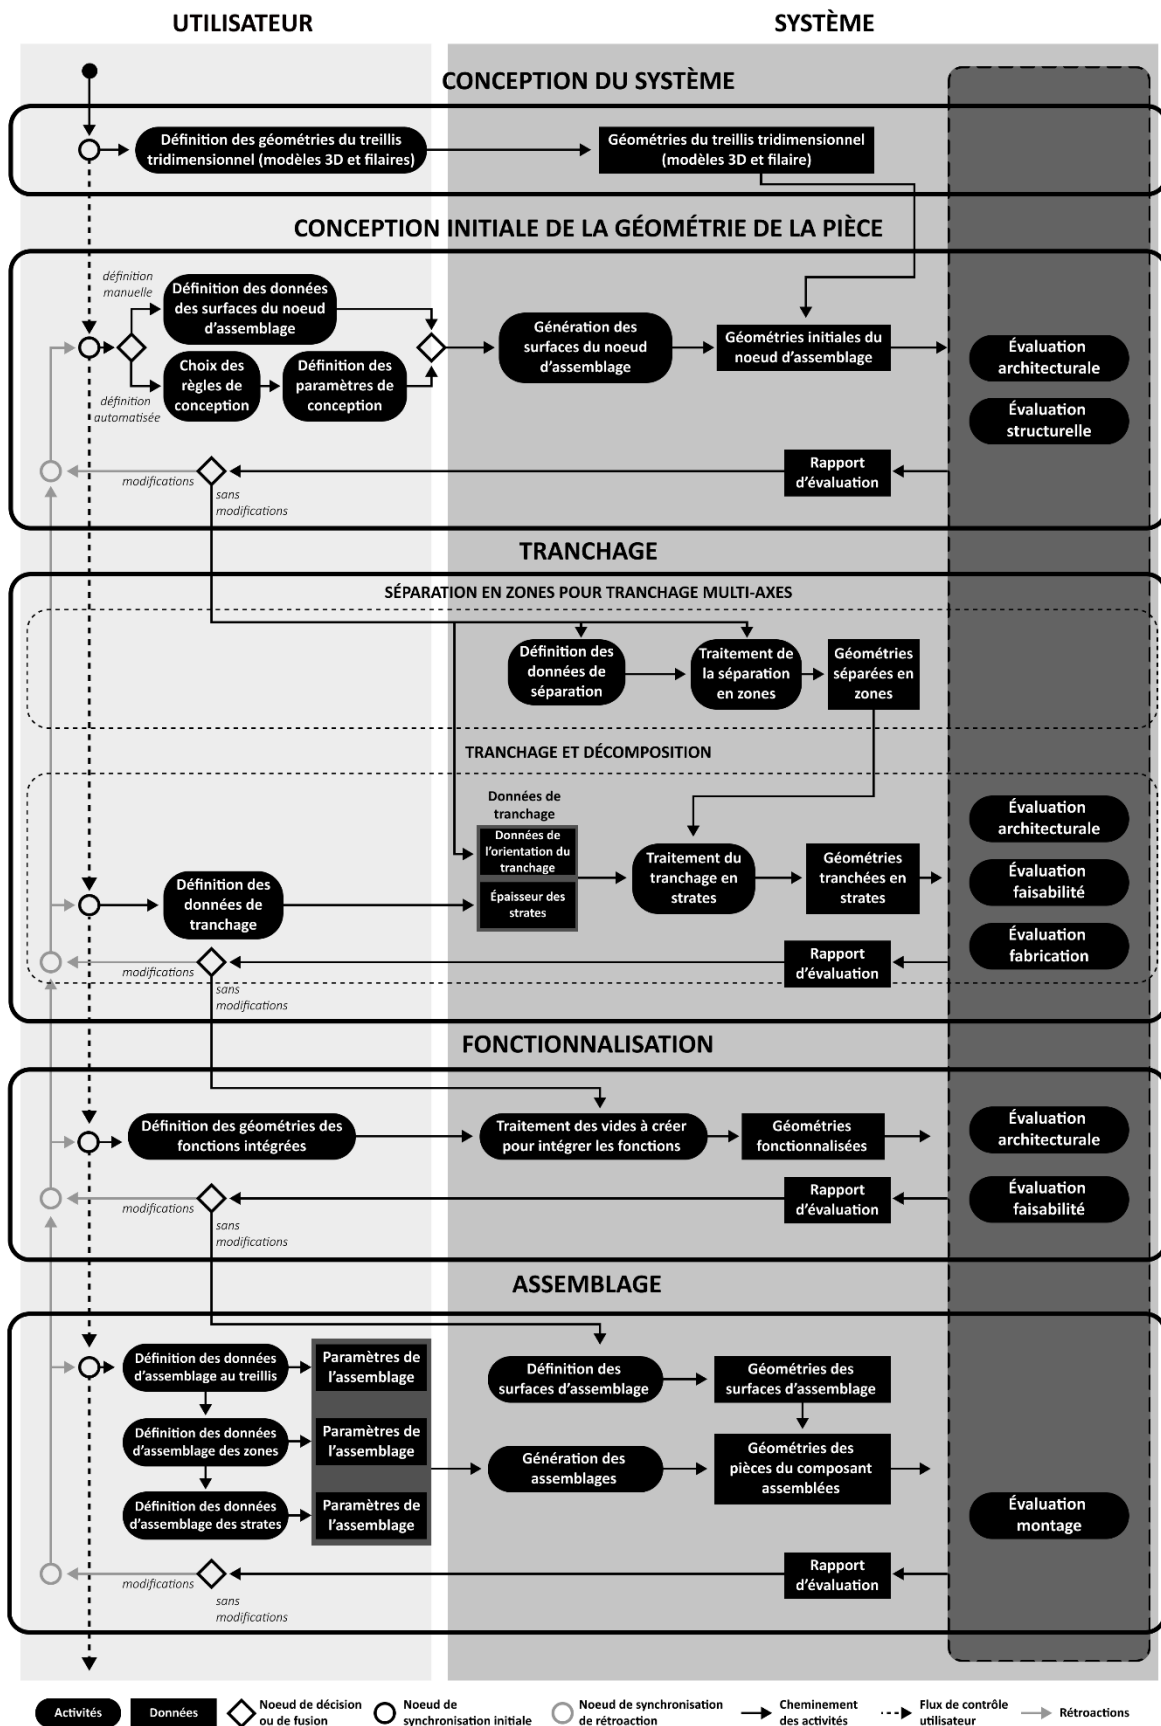 UTILISATEUR
SYSTÈME
CONCEPTION DU SYSTÈME
Définition des géométries du treillis
tridimensionnel (modèles 3D et filaires)
Géométries du treillis tridimensionnel
(modèles 3D et filaire)
CONCEPTION INITIALE DE LA GÉOMÉTRIE DE LA PIÈCE
définition
manuelle
Définition des données
des surfaces du noeud
d'assemblage
définition
automatisée
Choix des
règles de
conception
Définition des
paramètres de
conception
Génération des
surfaces du noeud
d'assemblage
Géométries initiales du
noeud d'assemblage
Évaluation
architecturale
Évaluation
structurelle
Rapport
d'évaluation
modifications
sans
modifications
TRANCHAGE
SÉPARATION EN ZONES POUR TRANCHAGE MULTI-AXES
Définition des
données de
séparation
Traitement de
la séparation
en zones
Géométries
séparées en
zones
TRANCHAGE ET DÉCOMPOSITION
Données de
tranchage
Données de
l'orientation du
tranchage
Épaisseur des
strates
Définition des
données de
tranchage
Traitement du
tranchage en
strates
Géométries
tranchées en
strates
Évaluation
architecturale
Évaluation
faisabilité
Évaluation
fabrication
Rapport
d'évaluation
modifications
sans
modifications
FONCTIONNALISATION
Définition des géométries des
fonctions intégrées
Traitement des vides à créer
pour intégrer les fonctions
Géométries
fonctionnalisées
Évaluation
architecturale
Évaluation
faisabilité
Rapport
d'évaluation
modifications
sans
modifications
ASSEMBLAGE
Définition des données
d'assemblage au treillis
Paramètres de
l'assemblage
Définition des
surfaces d'assemblage
Géométries des
surfaces d'assemblage
Définition des données
d'assemblage des zones
Paramètres de
l'assemblage
Génération des
assemblages
Géométries des
pièces du composant
assemblées
Définition des données
d'assemblage des strates
Paramètres de
l'assemblage
Évaluation
montage
Rapport
d'évaluation
modifications
sans
modifications
Activités
Données
Noeud de décision
ou de fusion
Noeud de
synchronisation initiale
Noeud de synchronisation
de rétroaction
Cheminement
des activités
Flux de contrôle
utilisateur
Rétroactions